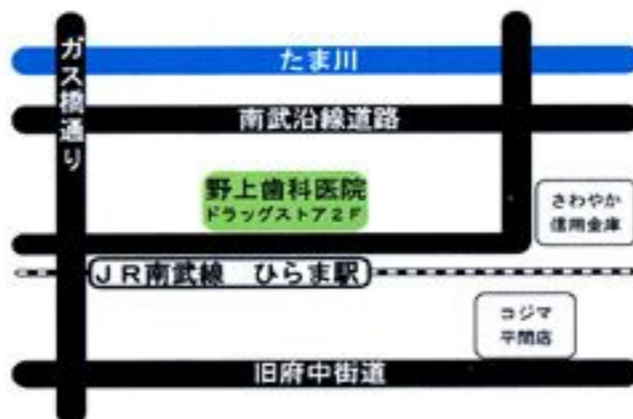 たま川
ガス橋通り
南武沿線道路
野上歯科医院
ドラッグストア2F
さわやか
信用金庫
JR南武線　ひらま駅
コジマ
平間店
旧府中街道